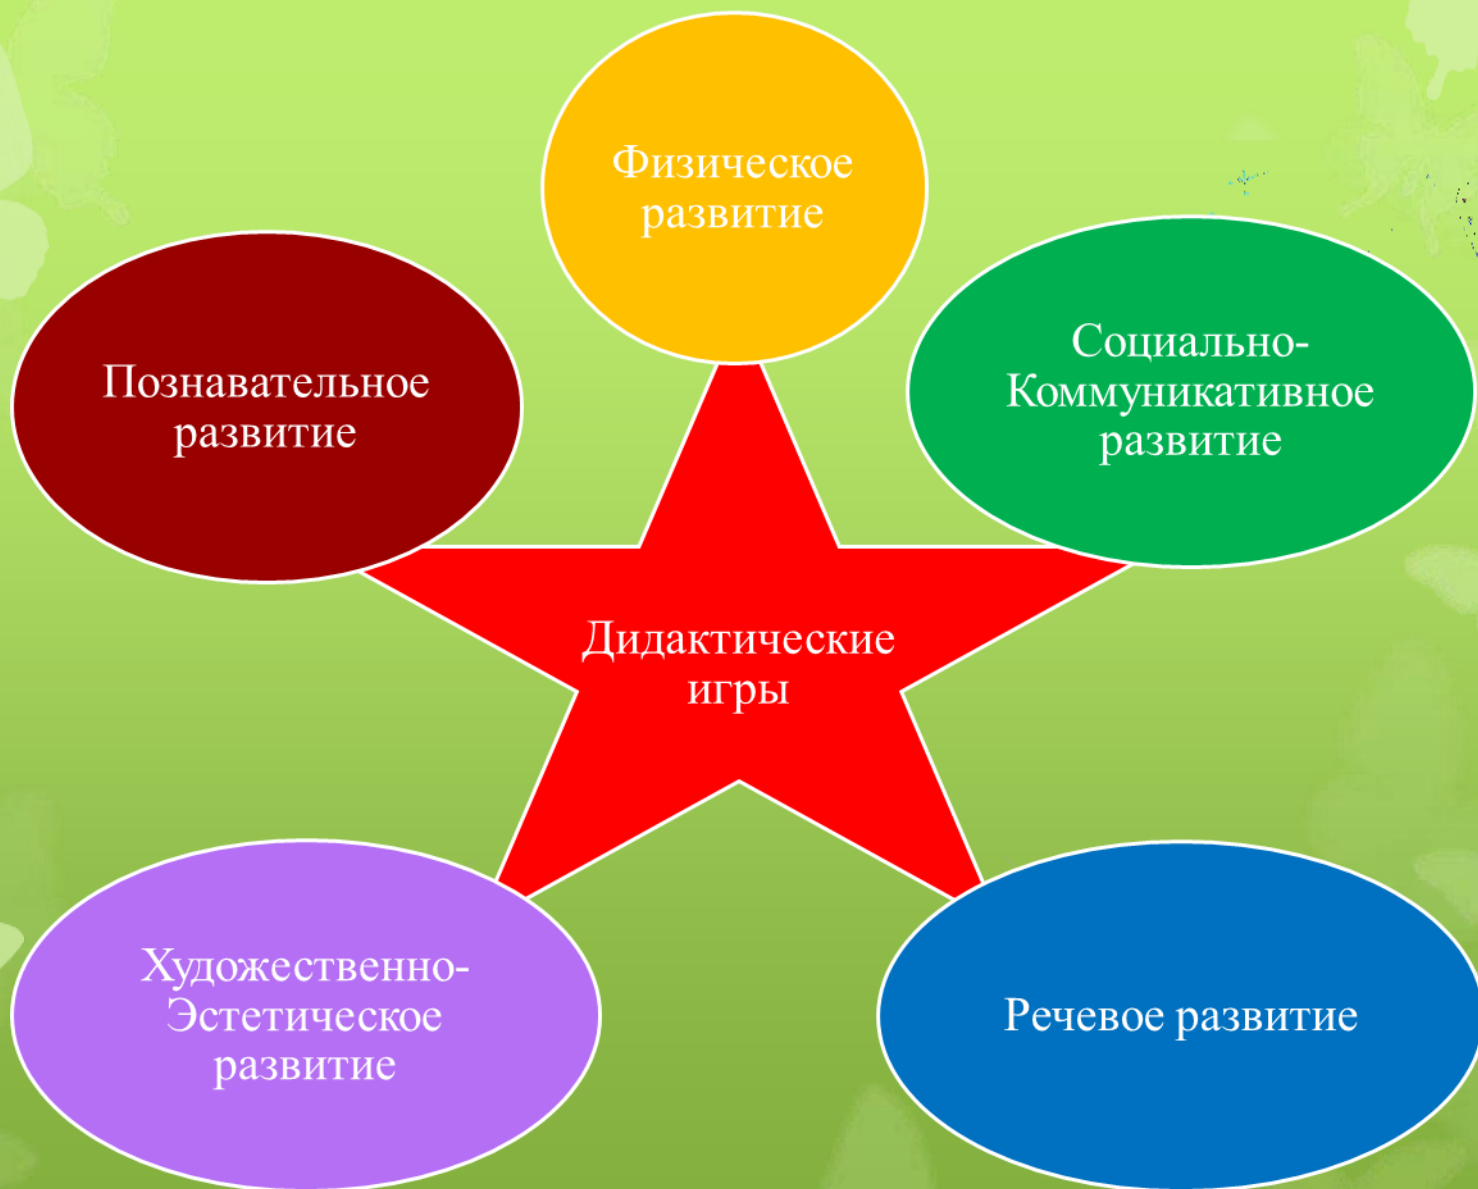 Физическое
развитие
Социально-
Коммуникативное
развитие
Познавательное
развитие
Дидактические
игры
Художественно-
Эстетическое
развитие
Речевое развитие